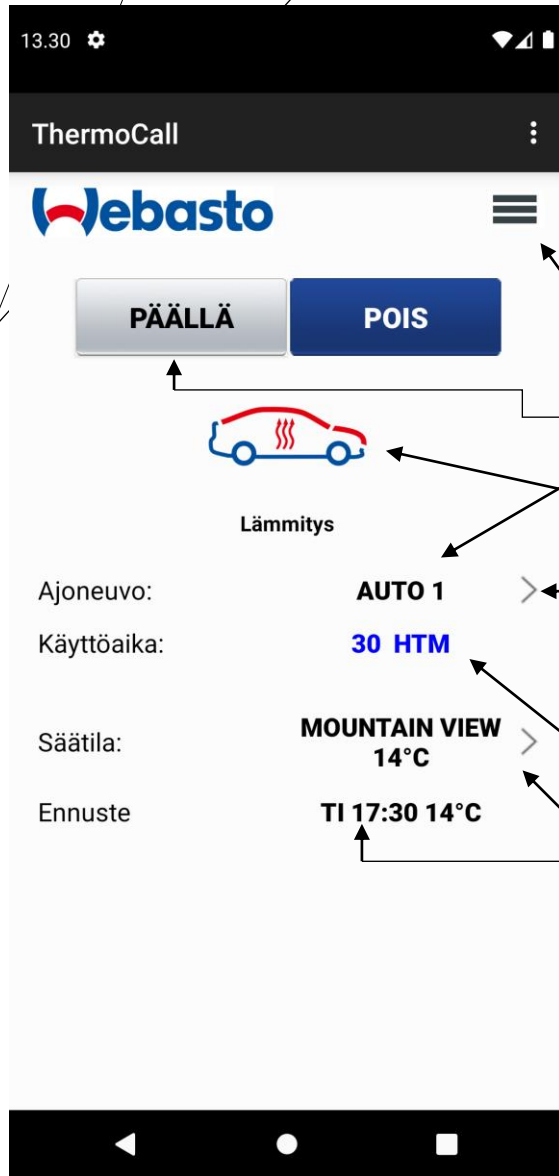 13.30
ThermoCall
Webasto
PÄÄLLÄ POIS
Lämmitys
Ajoneuvo: AUTO 1
Käyttöaika: 30 HTM
Säätila: MOUNTAIN VIEW
14°C
Ennuste TI 17:30 14°C